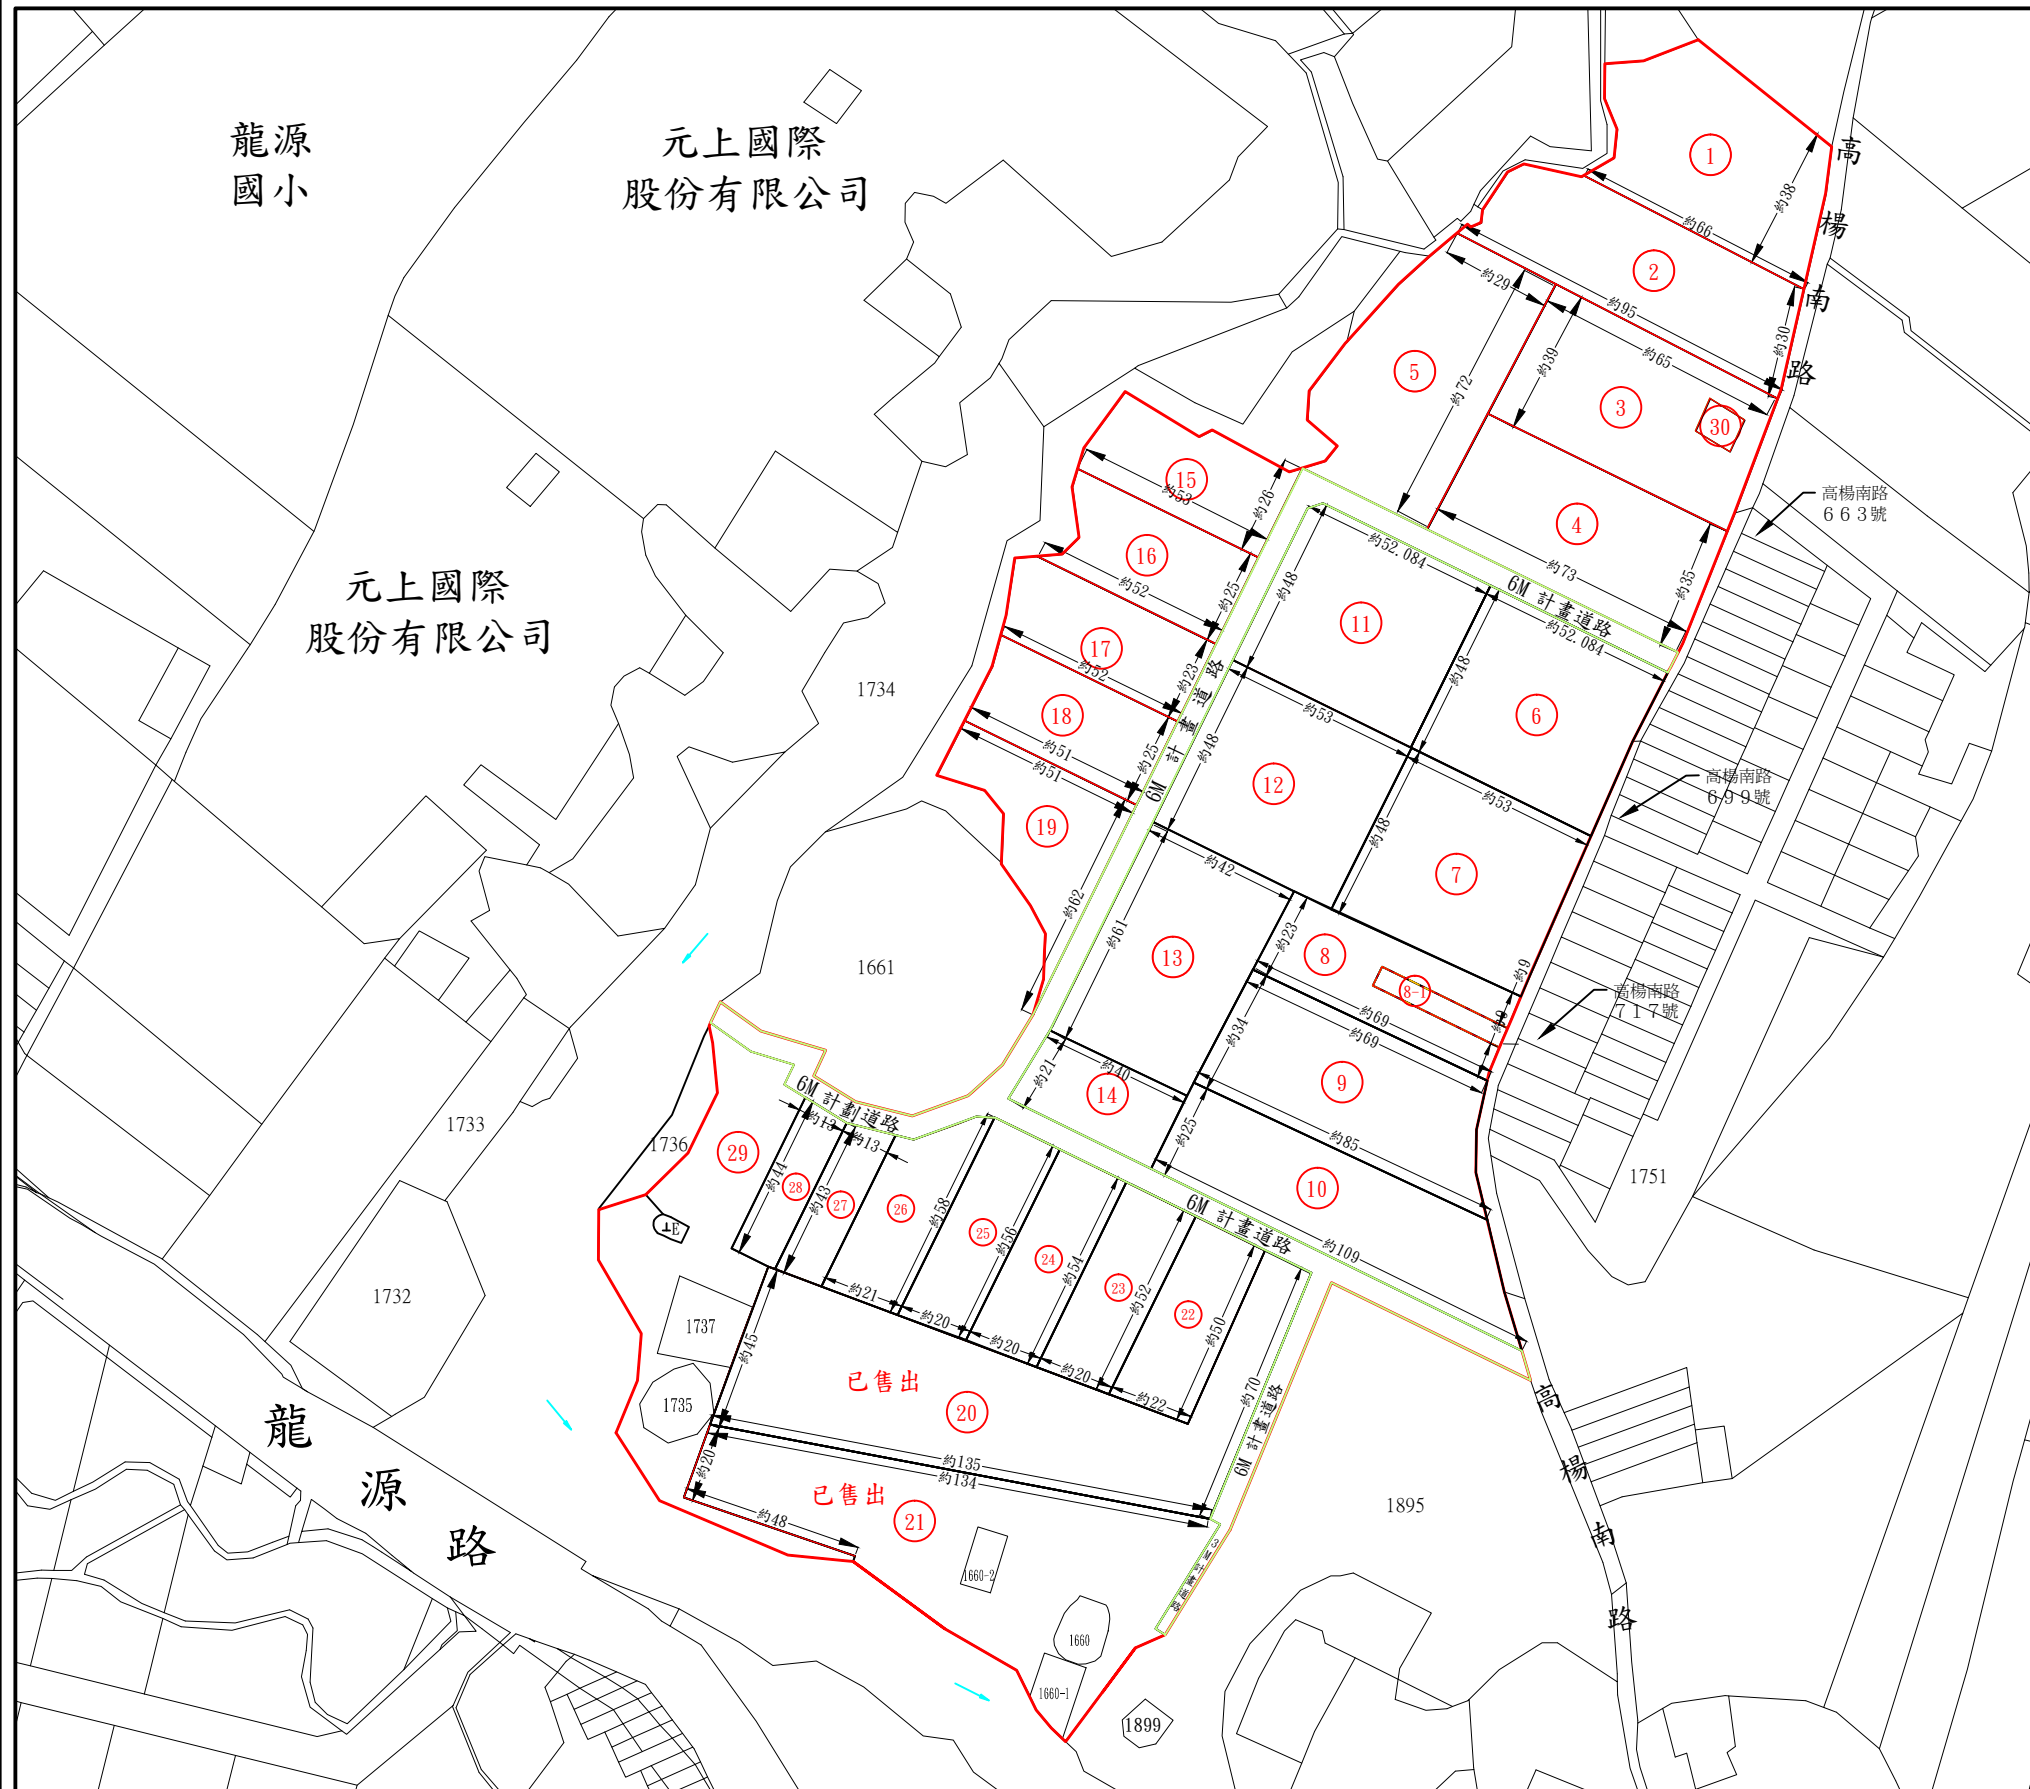 龍源
國小
元上國際
股份有限公司
元上國際
股份有限公司
高
楊
南
路
1
約38
約66
2
約95
約30
約29
約65
約39
約72
5
3
30
4
約73
約35
高楊南路
663號
高楊南路
699號
高楊南路
717號
15
約53
約26
16
約52
約25
17
約52
約23
18
約51
約25
約51
19
約62
6M 計畫道路
約52.084
約52.084
約48
11
約48
6
約53
約48
12
約53
約48
7
6M 計畫道路
約42
約61
13
約23
8
8-1
約9
約9
約69
約69
約34
9
約21
約40
14
約25
約85
10
約109
6M 計畫道路
6M 計劃道路
約13
約13
29
約44
28
約43
27
26
約58
25
約56
24
約54
23
約52
22
約50
約21
約20
約20
約20
約22
約45
已售出
20
約70
6M 計畫道路
約135
約134
約20
已售出
21
約48
3M計畫道路
⊥E
1734
1661
1733
1736
1732
1737
1735
1751
1895
1660-2
1660
1660-1
1899
龍
源
路
高
楊
南
路